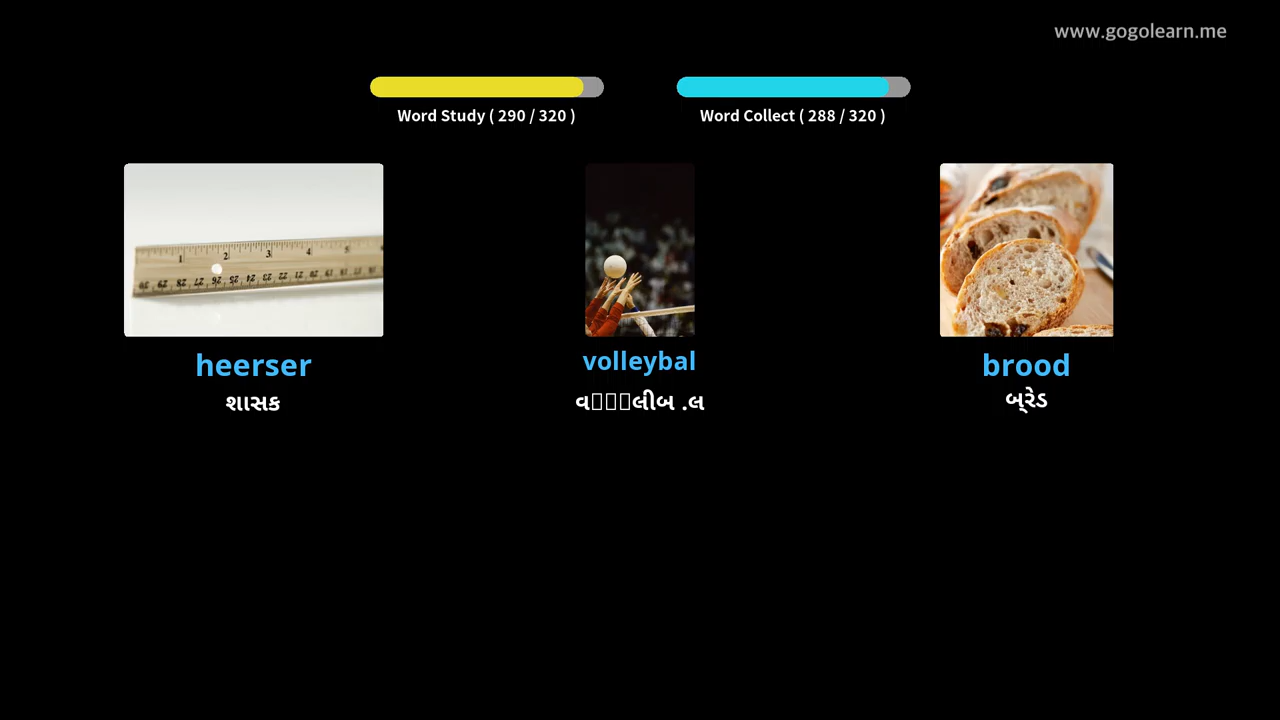 www.gogolearn.me
Word Study ( 290 / 320 )
Word Collect ( 288 / 320 )
heerser
volleybal
brood
શાસક
વ▯▯▯લીબ .લ
બ્રેડ